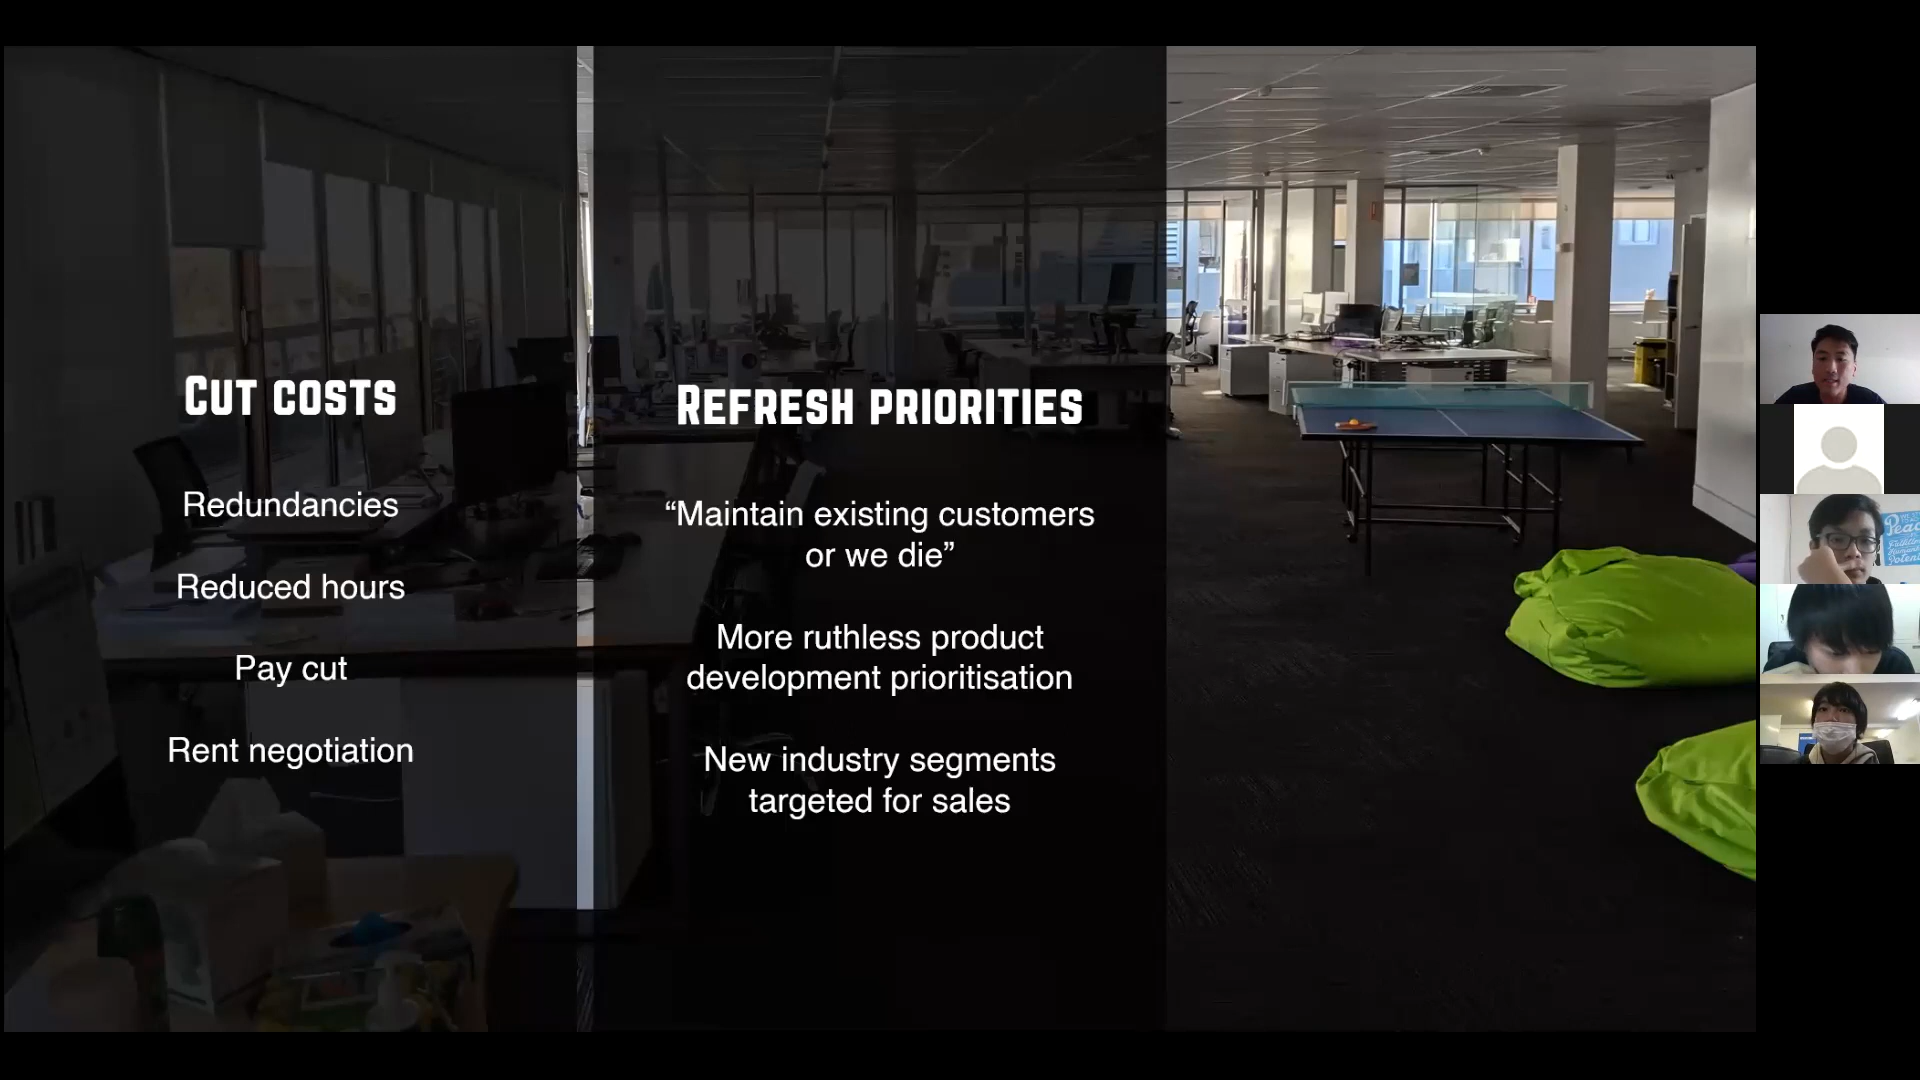 CUT COSTS
Redundancies
Reduced hours
Pay cut
Rent negotiation
REFRESH PRIORITIES
“Maintain existing customers
or we die”
More ruthless product
development prioritisation
New industry segments
targeted for sales